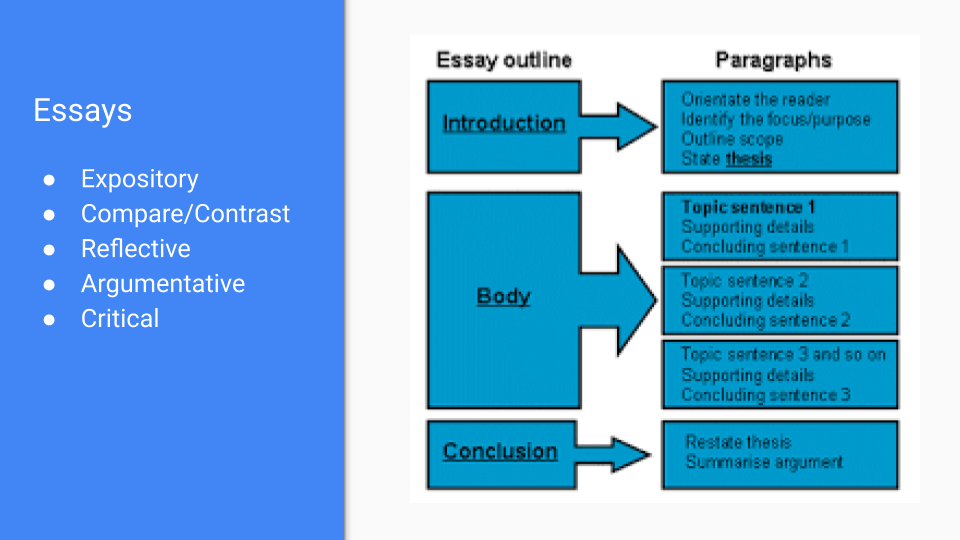 Essays
● Expository
● Compare/Contrast
● Reflective
● Argumentative
● Critical
Essay outline
Paragraphs
Introduction
Orientate the reader
Identify the focus/purpose
Outline scope
State thesis
Body
Topic sentence 1
Supporting details
Concluding sentence 1
Topic sentence 2
Supporting details
Concluding sentence 2
Topic sentence 3 and so on
Supporting details
Concluding sentence 3
Conclusion
Restate thesis
Summarise argument